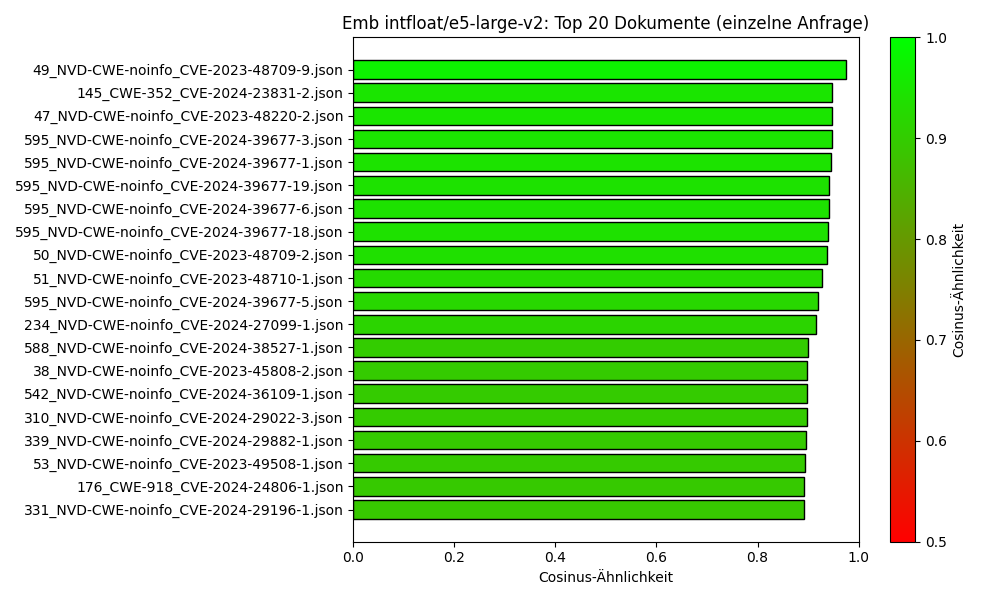 Emb intfloat/e5-large-v2: Top 20 Dokumente (einzelne Anfrage)
49_NVD-CWE-noinfo_CVE-2023-48709-9.json
145_CWE-352_CVE-2024-23831-2.json
47_NVD-CWE-noinfo_CVE-2023-48220-2.json
595_NVD-CWE-noinfo_CVE-2024-39677-3.json
595_NVD-CWE-noinfo_CVE-2024-39677-1.json
595_NVD-CWE-noinfo_CVE-2024-39677-19.json
595_NVD-CWE-noinfo_CVE-2024-39677-6.json
595_NVD-CWE-noinfo_CVE-2024-39677-18.json
50_NVD-CWE-noinfo_CVE-2023-48709-2.json
51_NVD-CWE-noinfo_CVE-2023-48710-1.json
595_NVD-CWE-noinfo_CVE-2024-39677-5.json
234_NVD-CWE-noinfo_CVE-2024-27099-1.json
588_NVD-CWE-noinfo_CVE-2024-38527-1.json
38_NVD-CWE-noinfo_CVE-2023-45808-2.json
542_NVD-CWE-noinfo_CVE-2024-36109-1.json
310_NVD-CWE-noinfo_CVE-2024-29022-3.json
339_NVD-CWE-noinfo_CVE-2024-29882-1.json
53_NVD-CWE-noinfo_CVE-2023-49508-1.json
176_CWE-918_CVE-2024-24806-1.json
331_NVD-CWE-noinfo_CVE-2024-29196-1.json
0.0 0.2 0.4 0.6 0.8 1.0
Cosinus-Ähnlichkeit
1.0
0.9
0.8
0.7
0.6
0.5
Cosinus-Ähnlichkeit